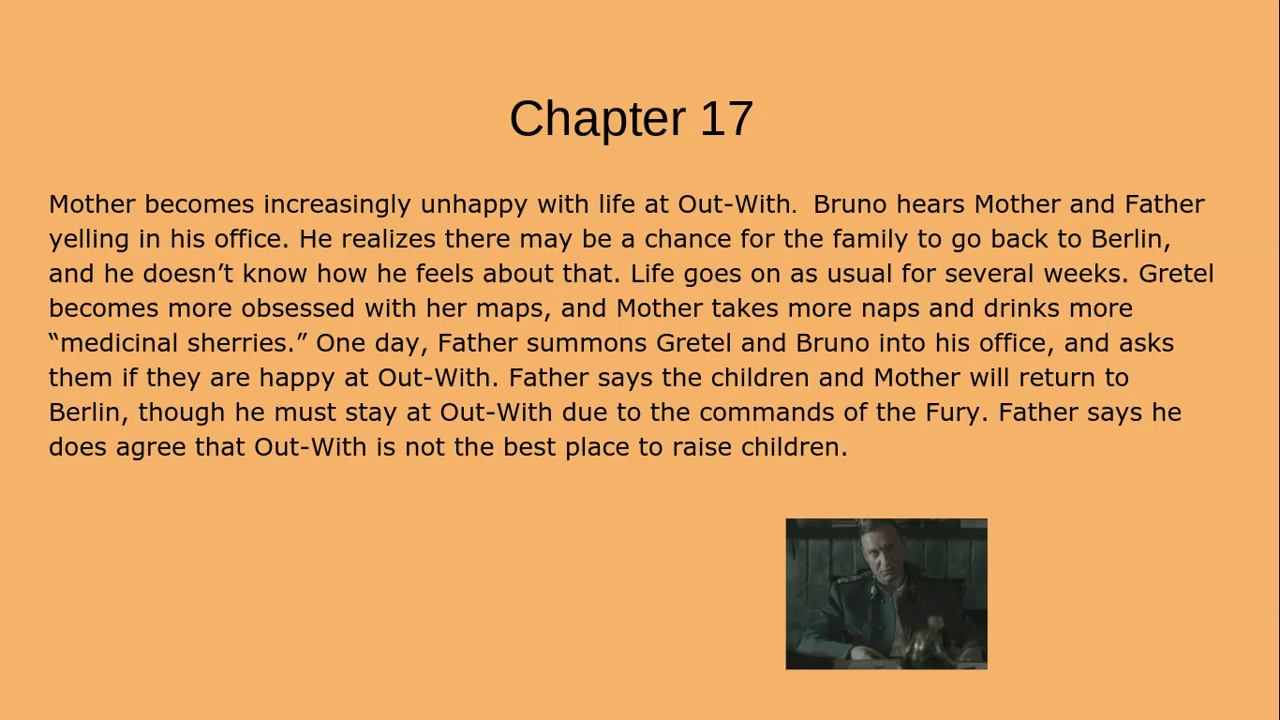 Chapter 17
Mother becomes increasingly unhappy with life at Out-With.  Bruno hears Mother and Father
yelling in his office. He realizes there may be a chance for the family to go back to Berlin,
and he doesn’t know how he feels about that. Life goes on as usual for several weeks. Gretel
becomes more obsessed with her maps, and Mother takes more naps and drinks more
“medicinal sherries.” One day, Father summons Gretel and Bruno into his office, and asks
them if they are happy at Out-With. Father says the children and Mother will return to
Berlin, though he must stay at Out-With due to the commands of the Fury. Father says he
does agree that Out-With is not the best place to raise children.